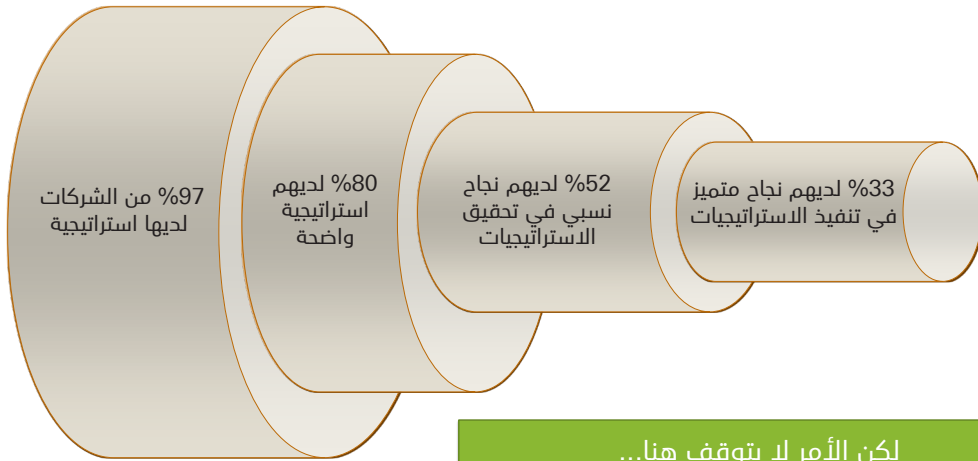 %97 من الشركات
لديها استراتيجية
%80 لديهم
استراتيجية
واضحة
%52 لديهم نجاح
نسبي في تحقيق
الاستراتيجيات
%33 لديهم نجاح متميز
في تنفيذ الاستراتيجيات
لكن الأمر لا يتوقف هنا...